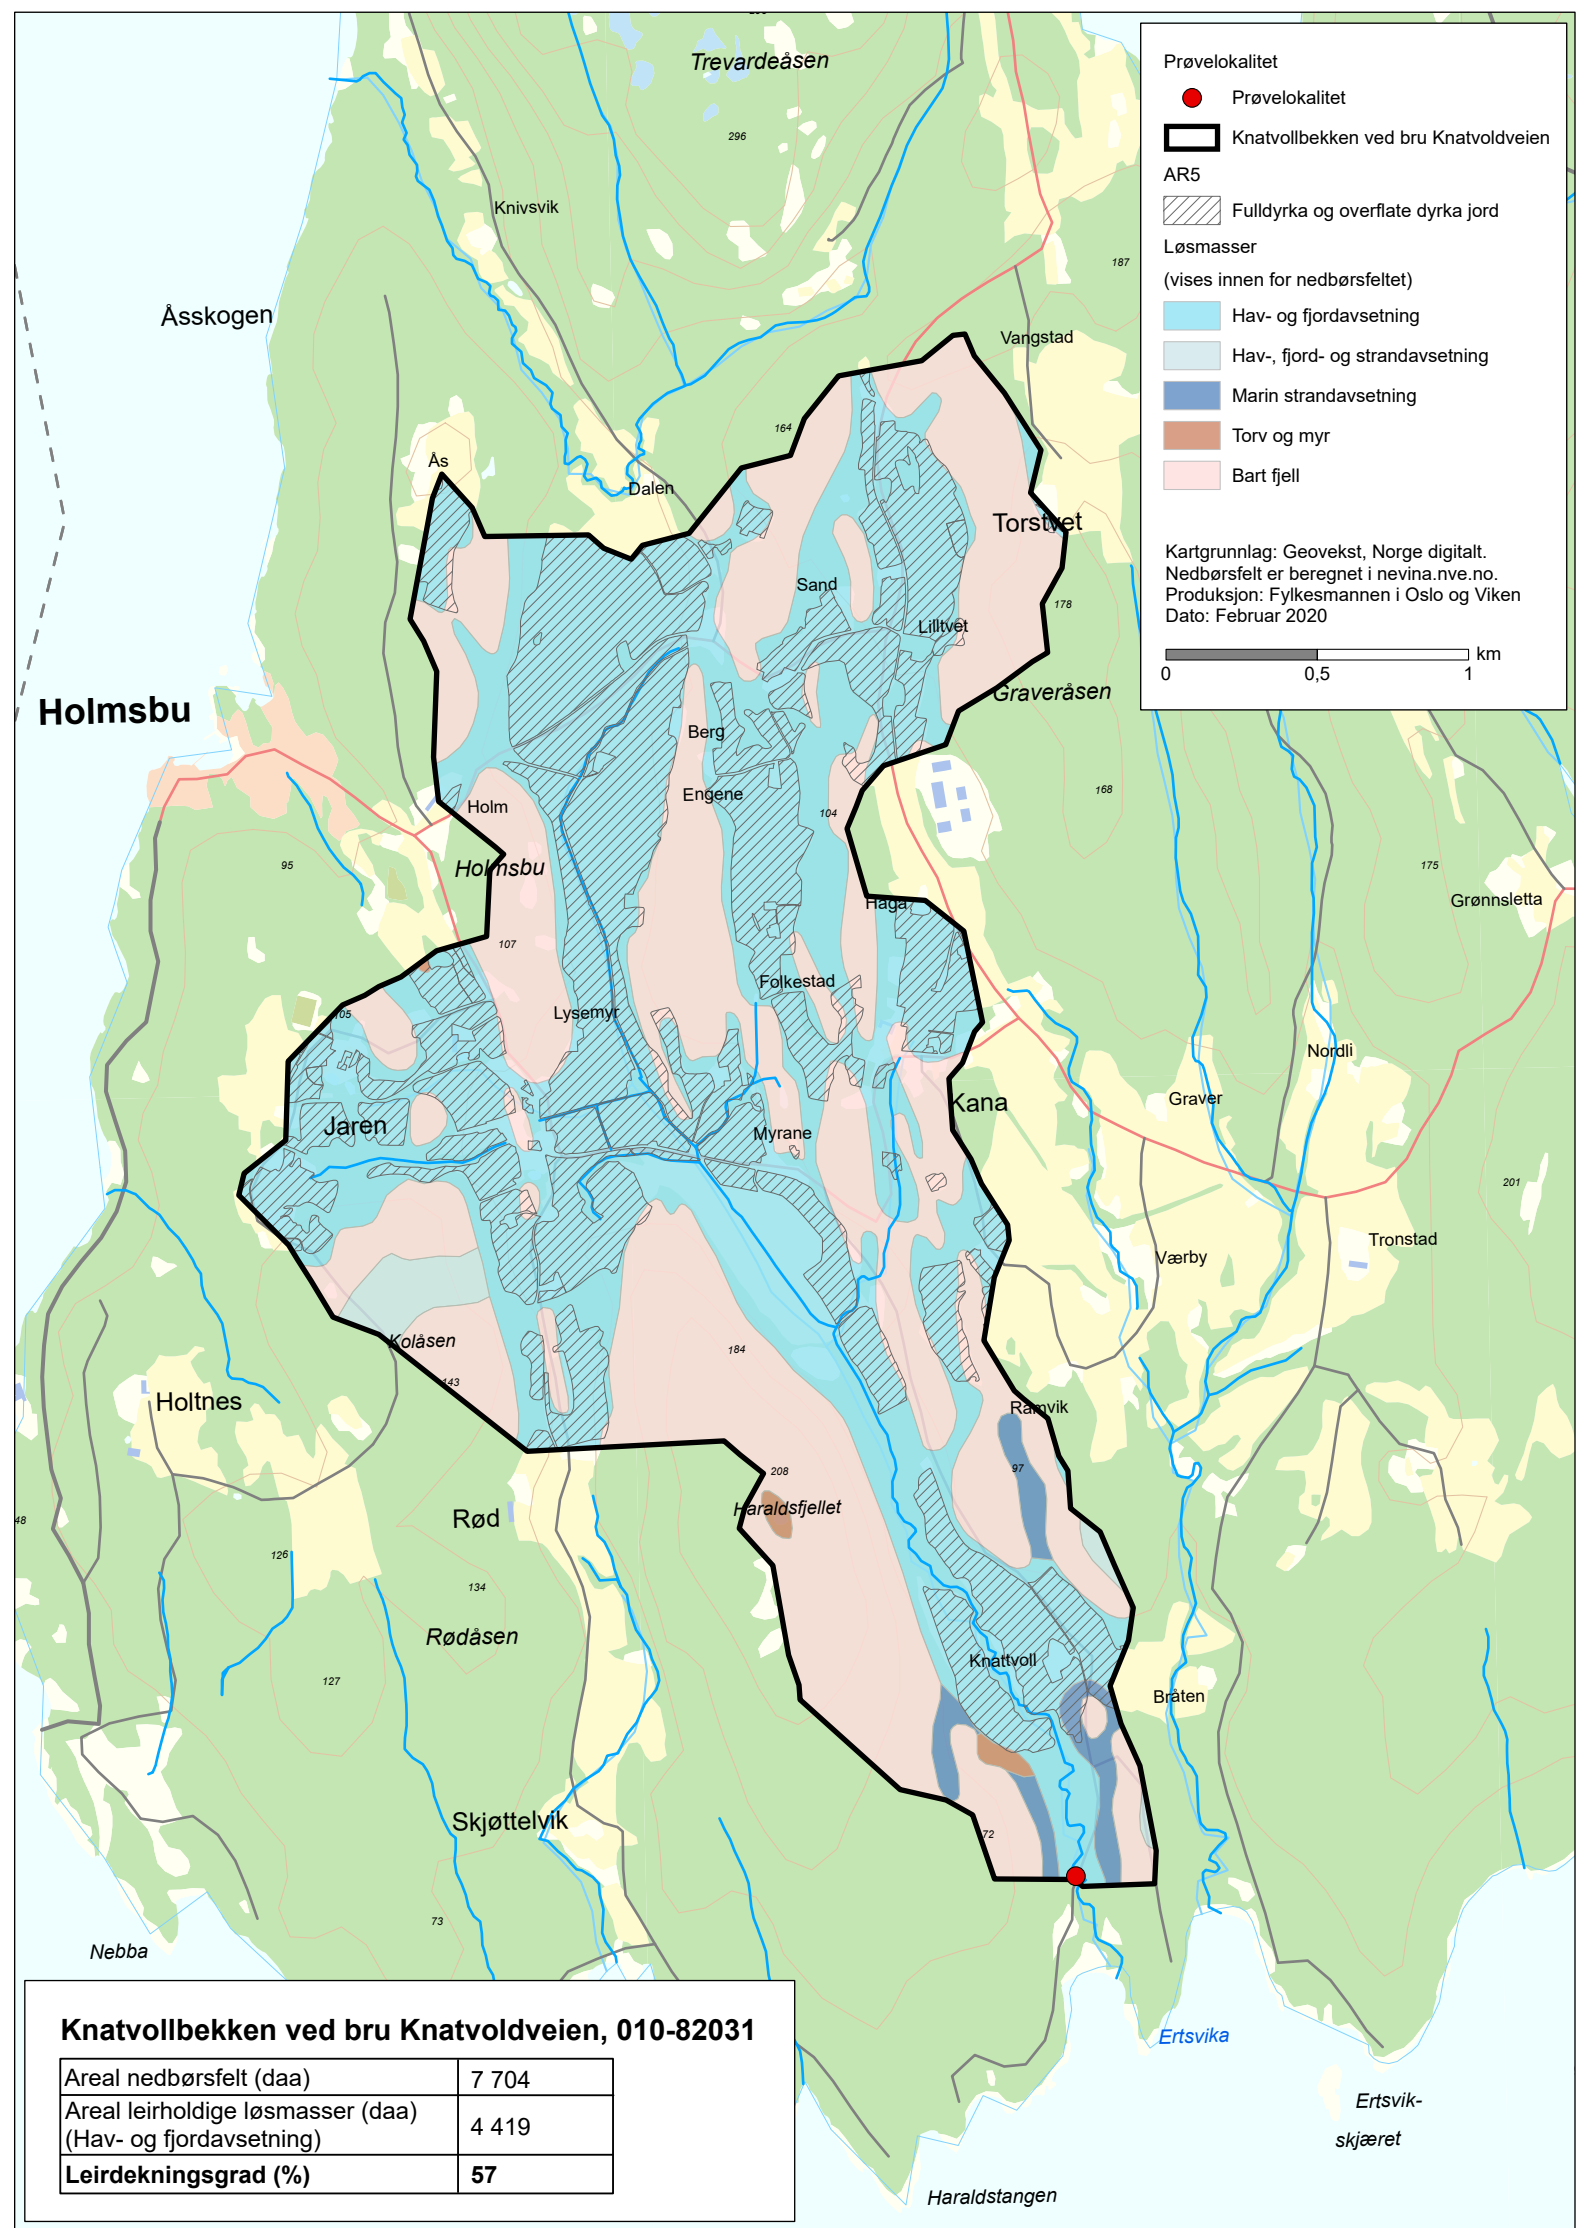 Trevardeåsen
296
Knivsvik
187
Åsskogen
Vangstad
164
Ås
Dalen
Torstvet
Sand
178
Lilltvet
Graveråsen
Holmsbu
Berg
Engene
168
Holm
104
95
Holmsbu
175
Haga
Grønnsletta
107
Folkestad
105
Lysemyr
Nordli
Graver
Kana
Jaren
Myrane
201
Tronstad
Værby
Kolåsen
184
143
Holtnes
Ramvik
208
97
Haraldsfjellet
Rød
48
126
134
Rødåsen
127
Knattvoll
Bråten
Skjøttelvik
72
73
Nebba
Ertsvika
Ertsvik-
skjæret
Haraldstangen
Prøvelokalitet
Prøvelokalitet
Knatvollbekken ved bru Knatvoldveien
AR5
Fulldyrka og overflate dyrka jord
Løsmasser
(vises innen for nedbørsfeltet)
Hav- og fjordavsetning
Hav-, fjord- og strandavsetning
Marin strandavsetning
Torv og myr
Bart fjell
Kartgrunnlag: Geovekst, Norge digitalt.
Nedbørsfelt er beregnet i nevina.nve.no.
Produksjon: Fylkesmannen i Oslo og Viken
Dato: Februar 2020
km
0 0,5 1
Knatvollbekken ved bru Knatvoldveien, 010-82031
Areal nedbørsfelt (daa) 7 704
Areal leirholdige løsmasser (daa)
(Hav- og fjordavsetning) 4 419
Leirdekningsgrad (%) 57